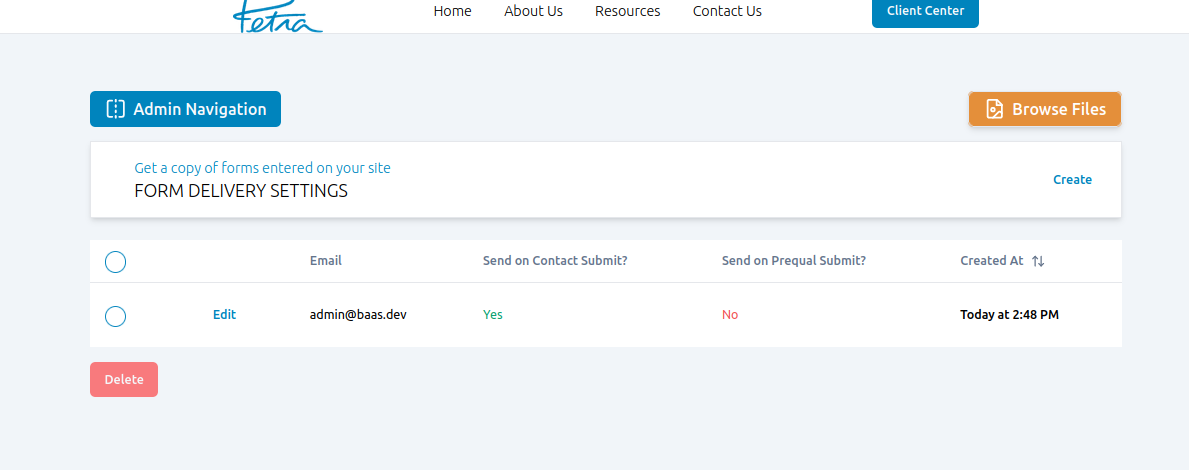 Petra
Home About Us Resources Contact Us Client Center
Admin Navigation Browse Files
Get a copy of forms entered on your site
FORM DELIVERY SETTINGS
Create
Email Send on Contact Submit? Send on Prequal Submit? Created At
Edit admin@baas.dev Yes No Today at 2:48 PM
Delete